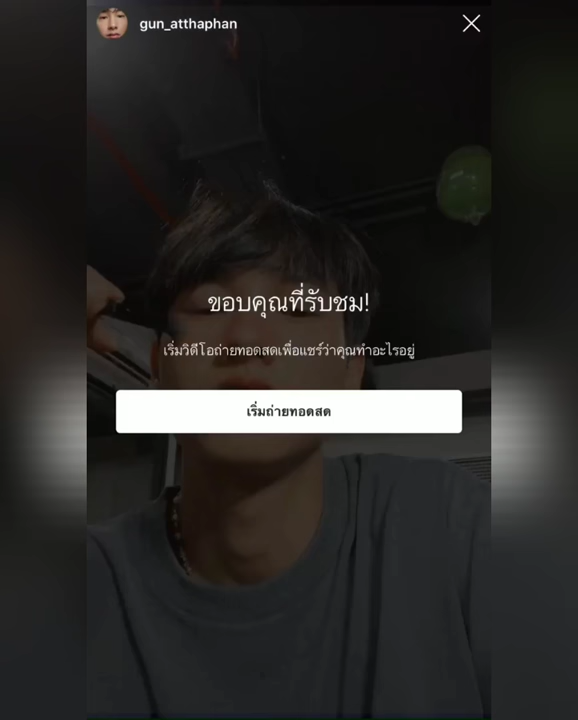 gun_atthaphan
ขอบคุณที่รับชม!
เริ่มวิดีโอถ่ายทอดสดเพื่อแชร์ว่าคุณทำอะไรอยู่
เริ่มถ่ายทอดสด